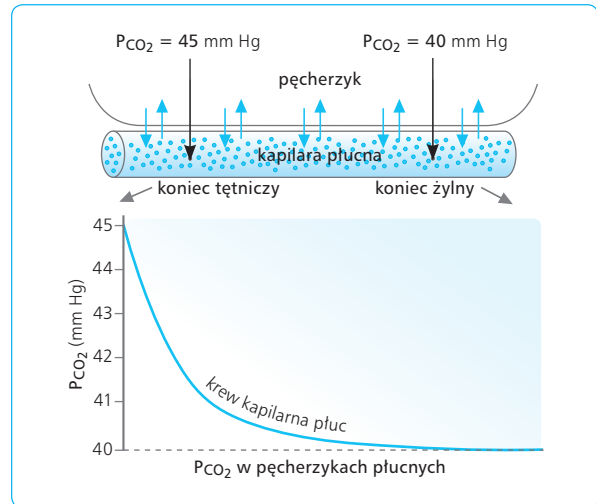 PCO2 = 45 mm Hg
PCO2 = 40 mm Hg
pęcherzyk
kapilara płucna
koniec tętniczy
koniec żylny
45
44
43
42
41
40
PCO2 (mm Hg)
krew kapilarna płuc
PCO2 w pęcherzykach płucnych